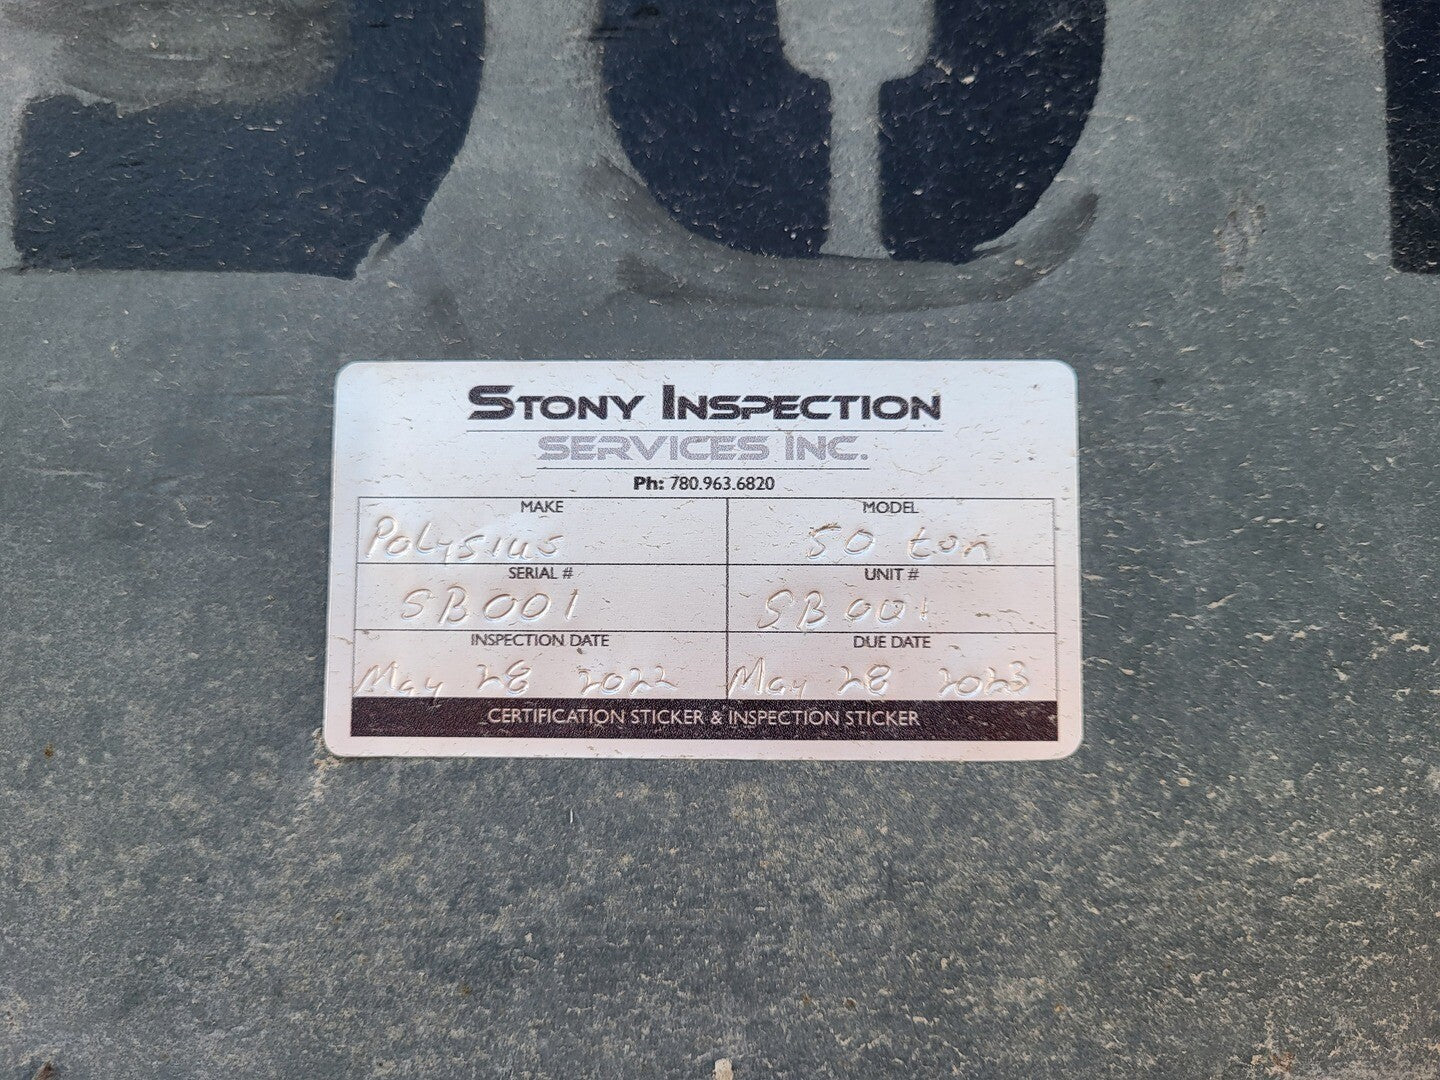 STONY INSPECTION
SERVICES INC.
Ph: 780.963.6820
MAKE MODEL
Polysius 50 ton
SERIAL # UNIT #
SB001 SB001
INSPECTION DATE DUE DATE
May 28 2022 May 28 2023
CERTIFICATION STICKER & INSPECTION STICKER